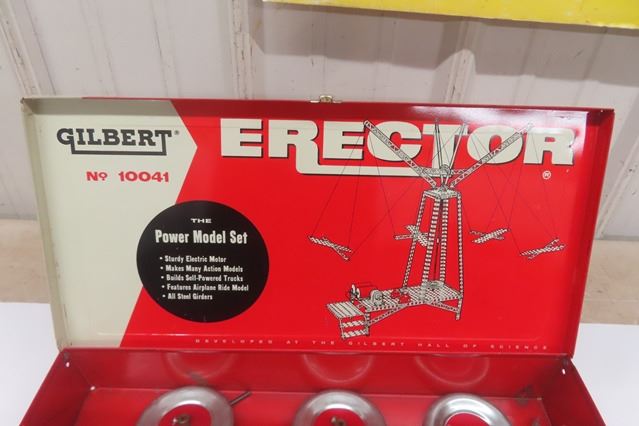 GILBERT®
ERECTOR®
Nº 10041
THE
Power Model Set
• Sturdy Electric Motor
• Makes Many Action Models
• Builds Self-Powered Trucks
• Features Airplane Ride Model
• All Steel Girders
DEVELOPED AT THE GILBERT HALL OF SCIENCE